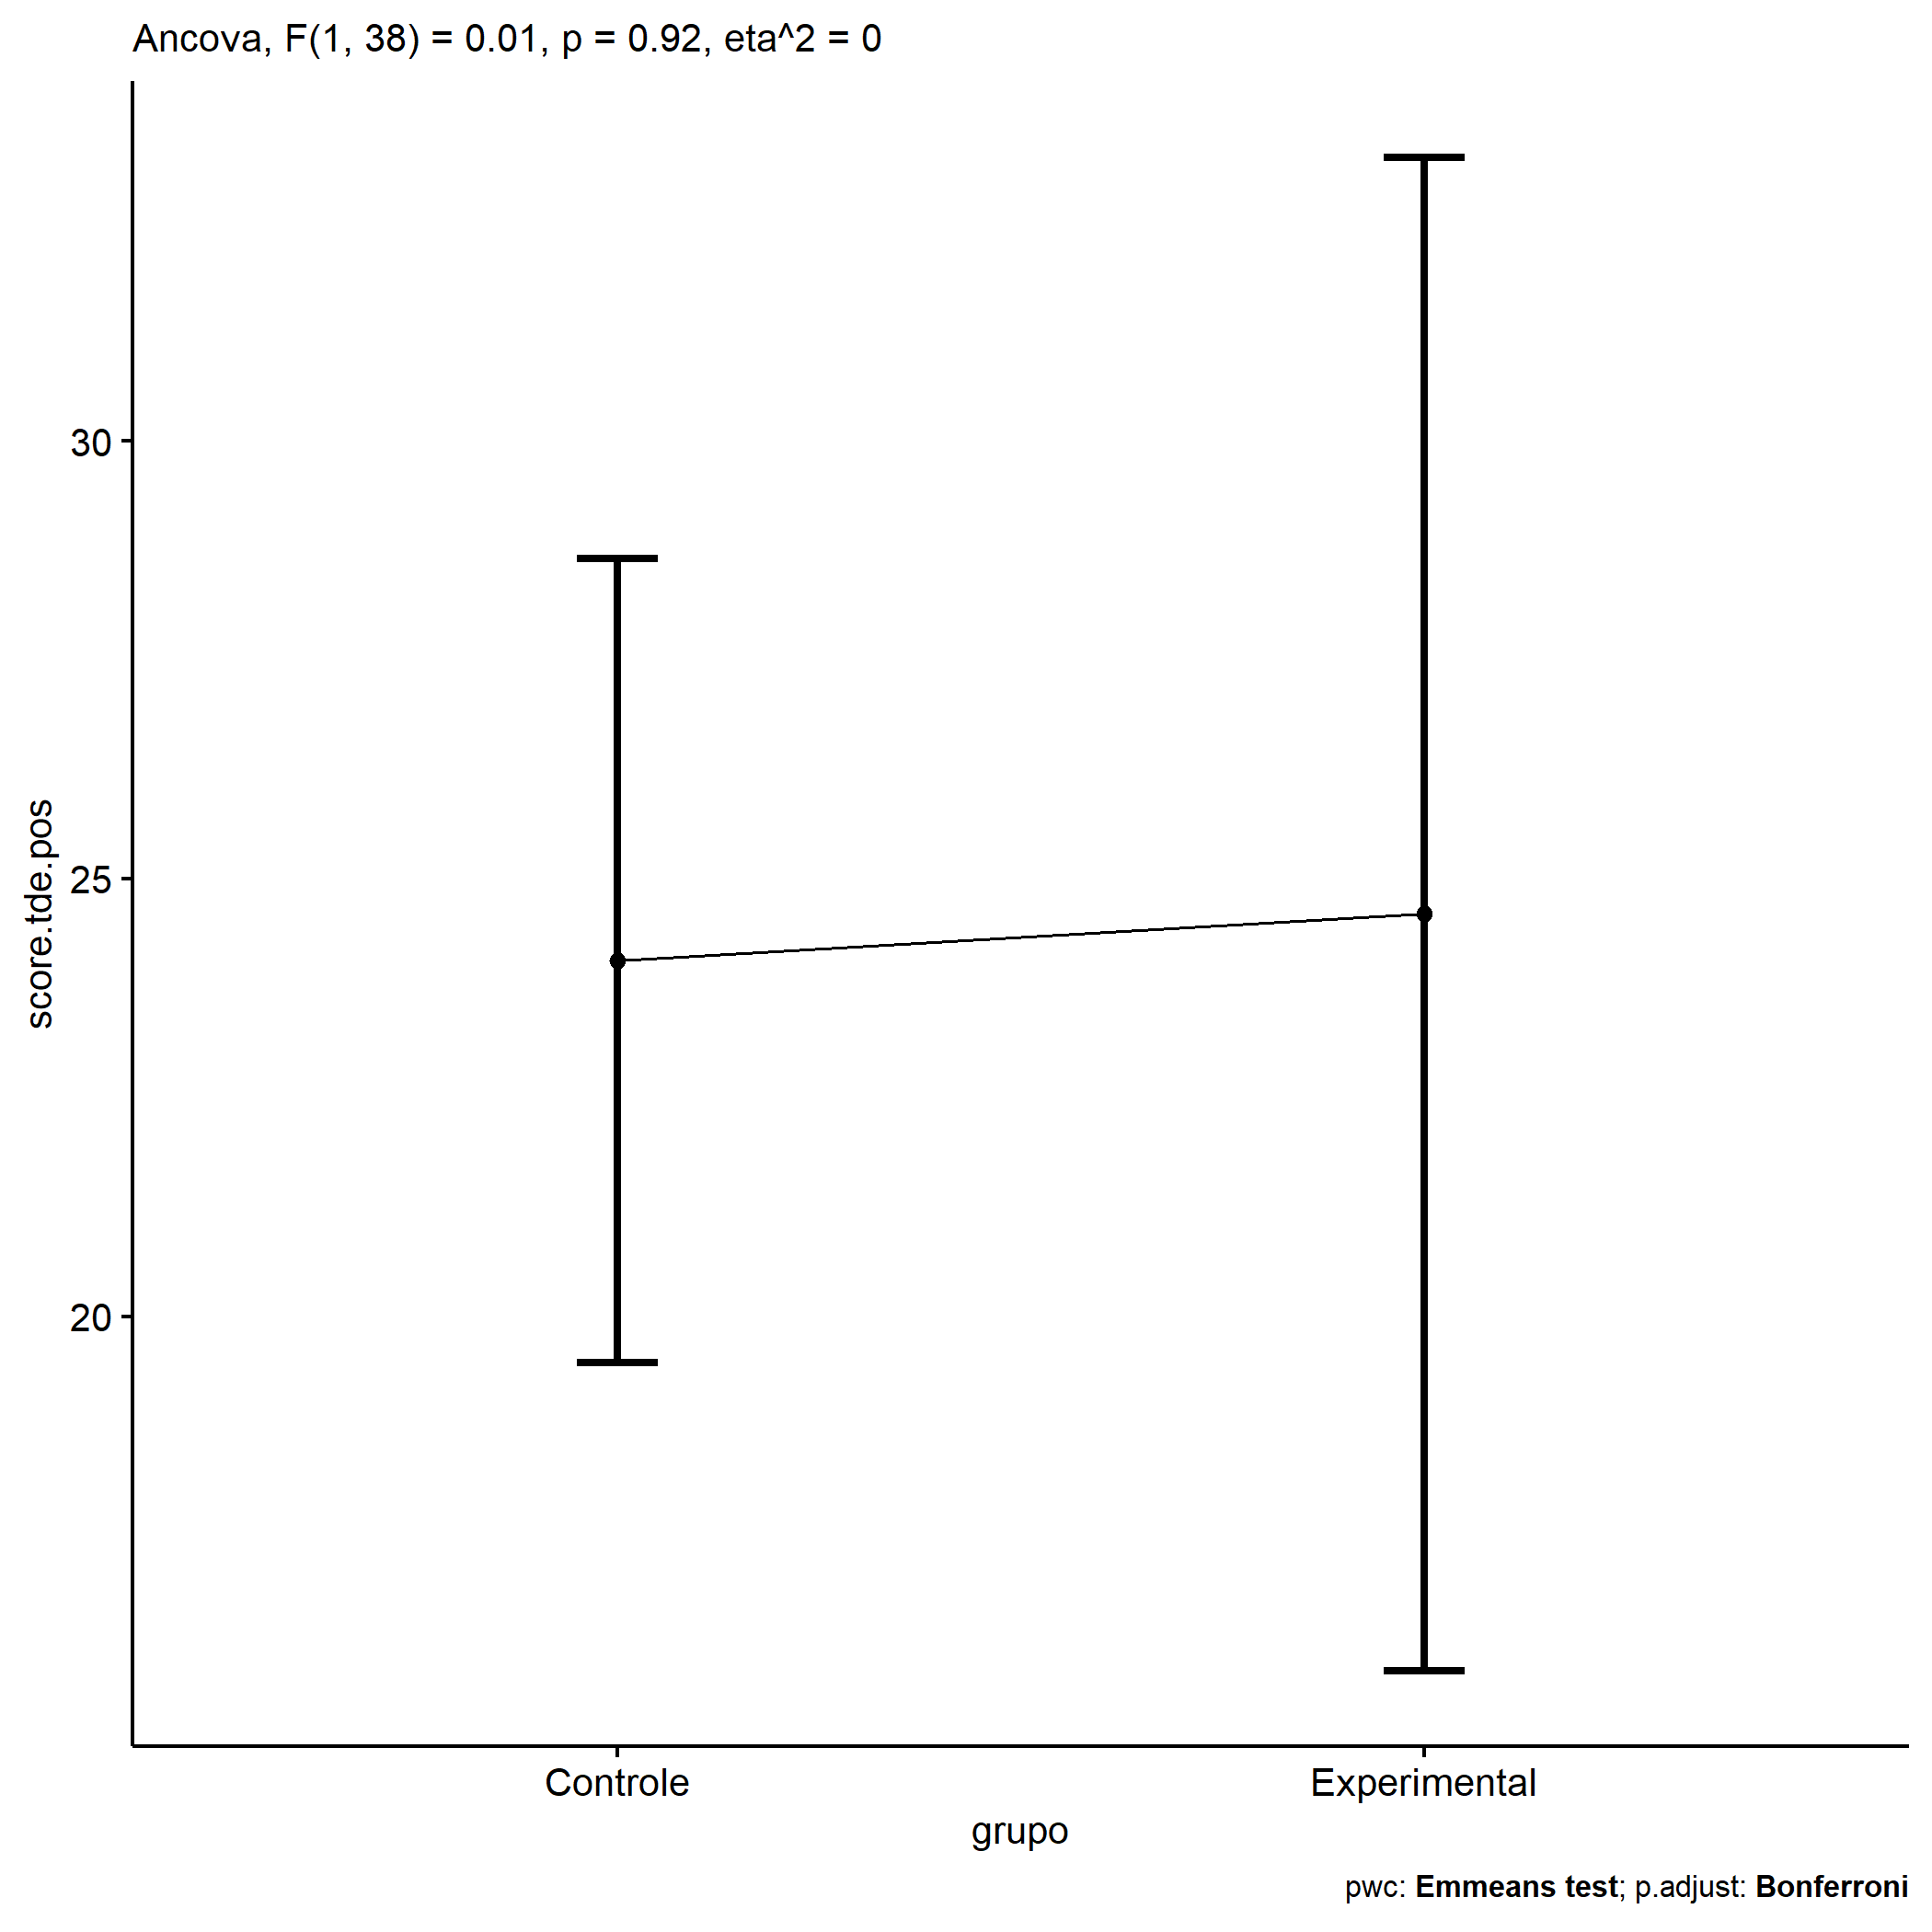 Ancova, F(1, 38) = 0.01, p = 0.92, eta^2 = 0
score.tde.pos
30
25
20
Controle
Experimental
grupo
pwc: Emmeans test; p.adjust: Bonferroni